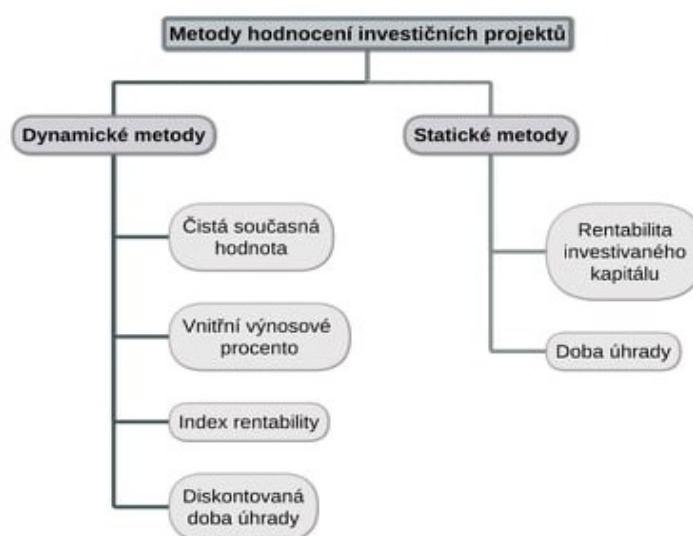 Metody hodnocení investičních projektů
Dynamické metody
Statické metody
Čistá současná
hodnota
Vnitřní výnosové
procento
Index rentability
Diskontovaná
doba úhrady
Rentabilita
investivaného
kapitálu
Doba úhrady